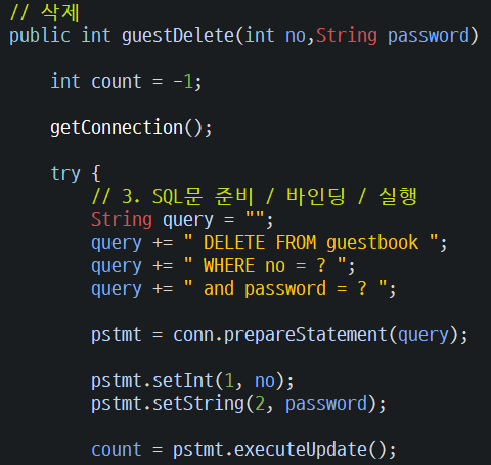 // 삭제
public int guestDelete(int no,String password)
int count = -1;
getConnection();
try {
// 3. SQL문 준비 / 바인딩 / 실행
String query = "";
query += " DELETE FROM guestbook ";
query += " WHERE no = ? ";
query += " and password = ? ";
pstmt = conn.prepareStatement(query);
pstmt.setInt(1, no);
pstmt.setString(2, password);
count = pstmt.executeUpdate();